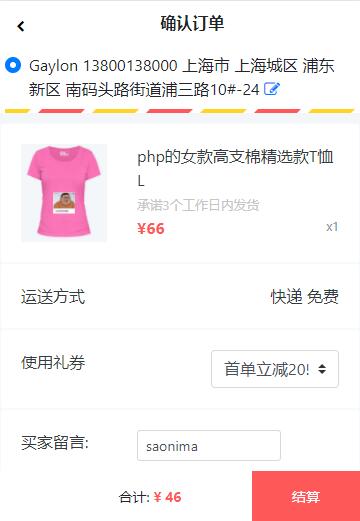 确认订单
Gaylon 13800138000 上海市 上海城区 浦东
新区 南码头路街道浦三路10#-24
php的女款高支棉精选款T恤
L
承诺3个工作日内发货
¥66 x1
运送方式 快递 免费
使用礼券 首单立减20!
买家留言: saonima
合计: ¥ 46 结算